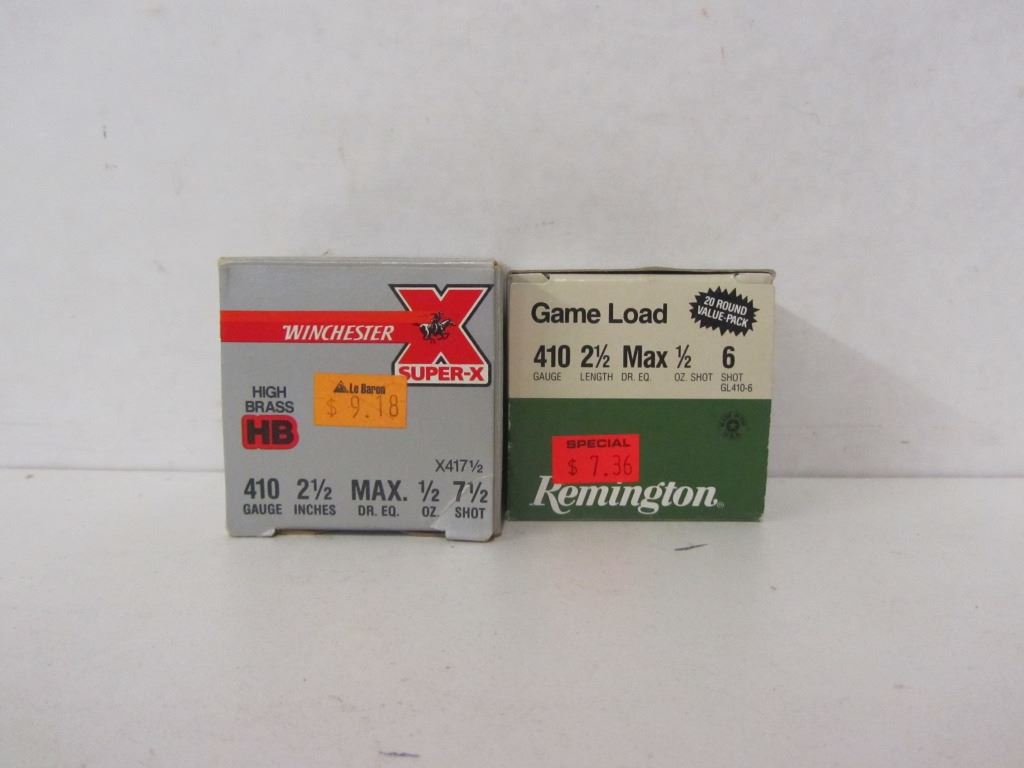 WINCHESTER
X
SUPER-X
HIGH
BRASS
HB
Le Baron
$ 9.18
X417½
410 2½ MAX. ½ 7½
GAUGE INCHES DR. EQ. OZ. SHOT
Game Load
20 ROUND
VALUE-PACK
410 2½ Max ½ 6
GAUGE LENGTH DR. EQ. OZ. SHOT SHOT
GL410-6
SPECIAL
$ 7.36
Remington®